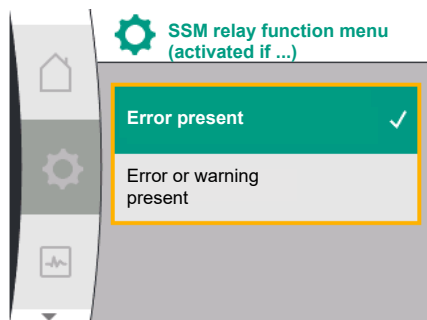 SSM relay function menu
(activated if ...)
Error present
Error or warning
present